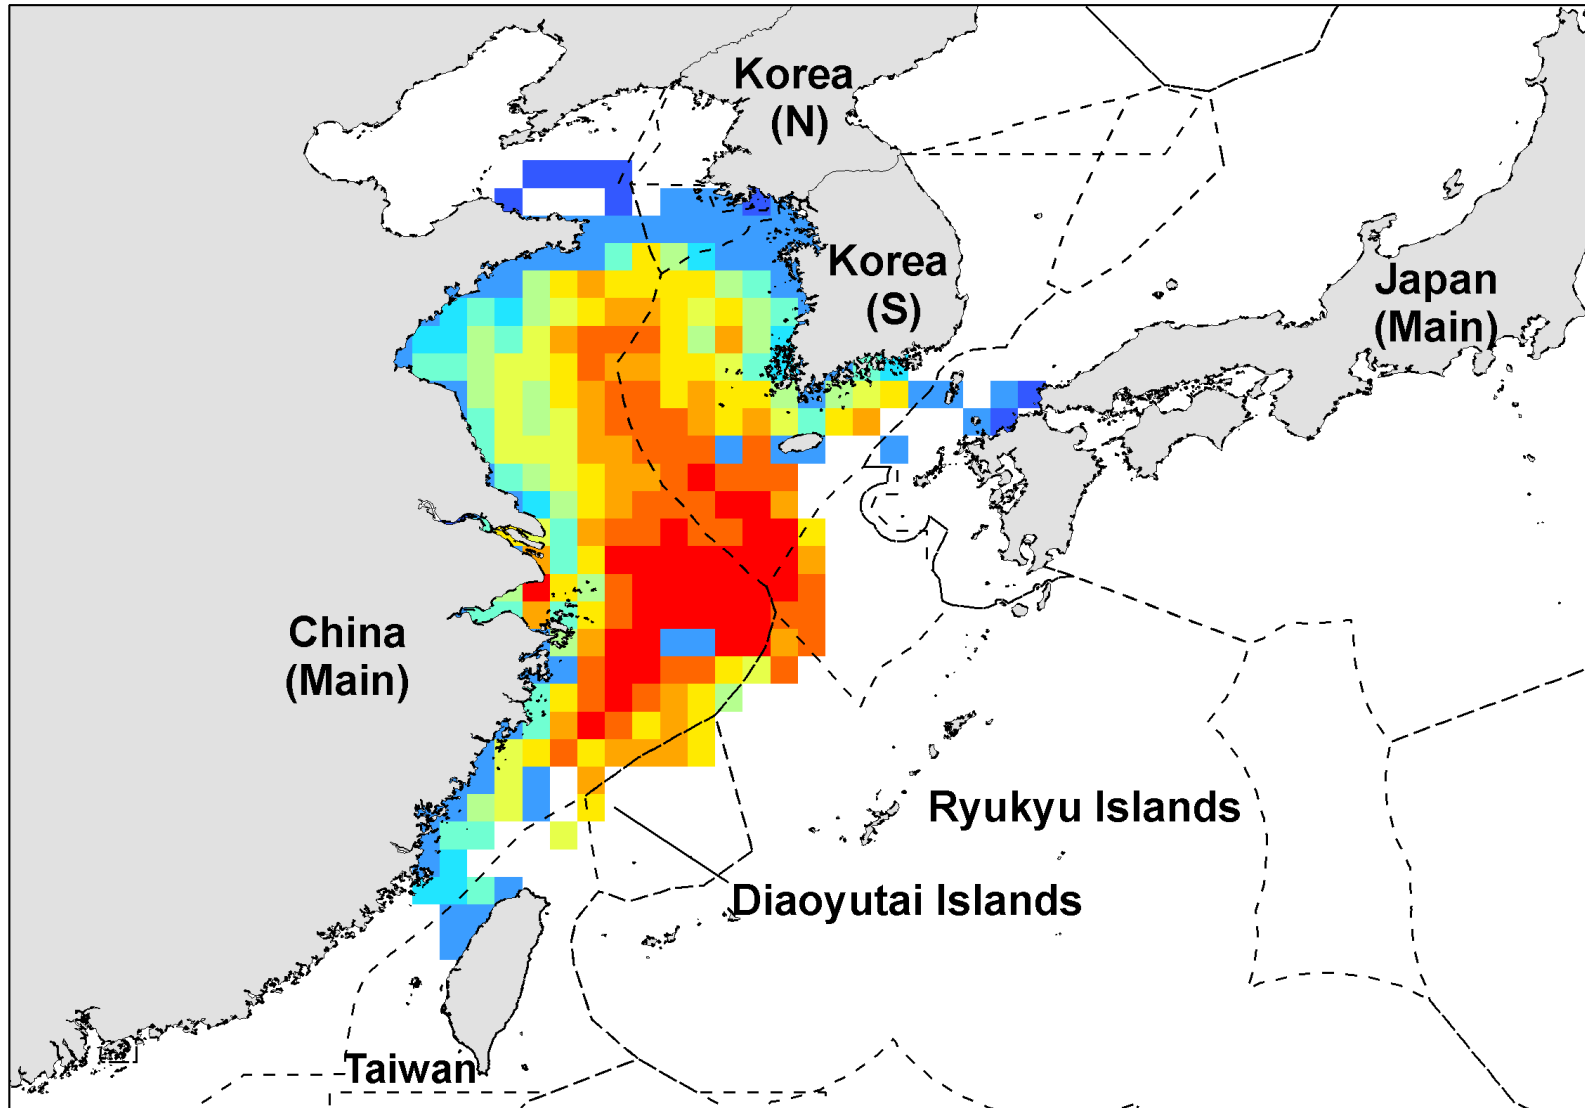 Korea
(N)
Korea
(S)
Japan
(Main)
China
(Main)
Ryukyu Islands
Diaoyutai Islands
Taiwan